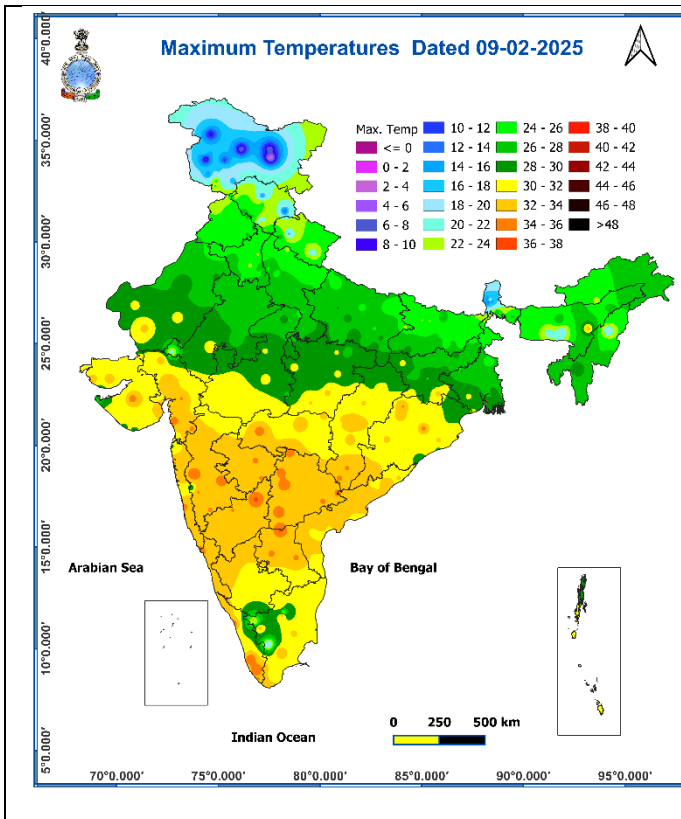 Maximum Temperatures Dated 09-02-2025
Max. Temp
<= 0
0 - 2
2 - 4
4 - 6
6 - 8
8 - 10
10 - 12
12 - 14
14 - 16
16 - 18
18 - 20
20 - 22
22 - 24
24 - 26
26 - 28
28 - 30
30 - 32
32 - 34
34 - 36
36 - 38
38 - 40
40 - 42
42 - 44
44 - 46
46 - 48
>48
40°0.000'
35°0.000'
30°0.000'
25°0.000'
20°0.000'
15°0.000'
10°0.000'
5°0.000'
Arabian Sea
Bay of Bengal
Indian Ocean
0 250 500 km
70°0.000' 75°0.000' 80°0.000' 85°0.000' 90°0.000' 95°0.000'